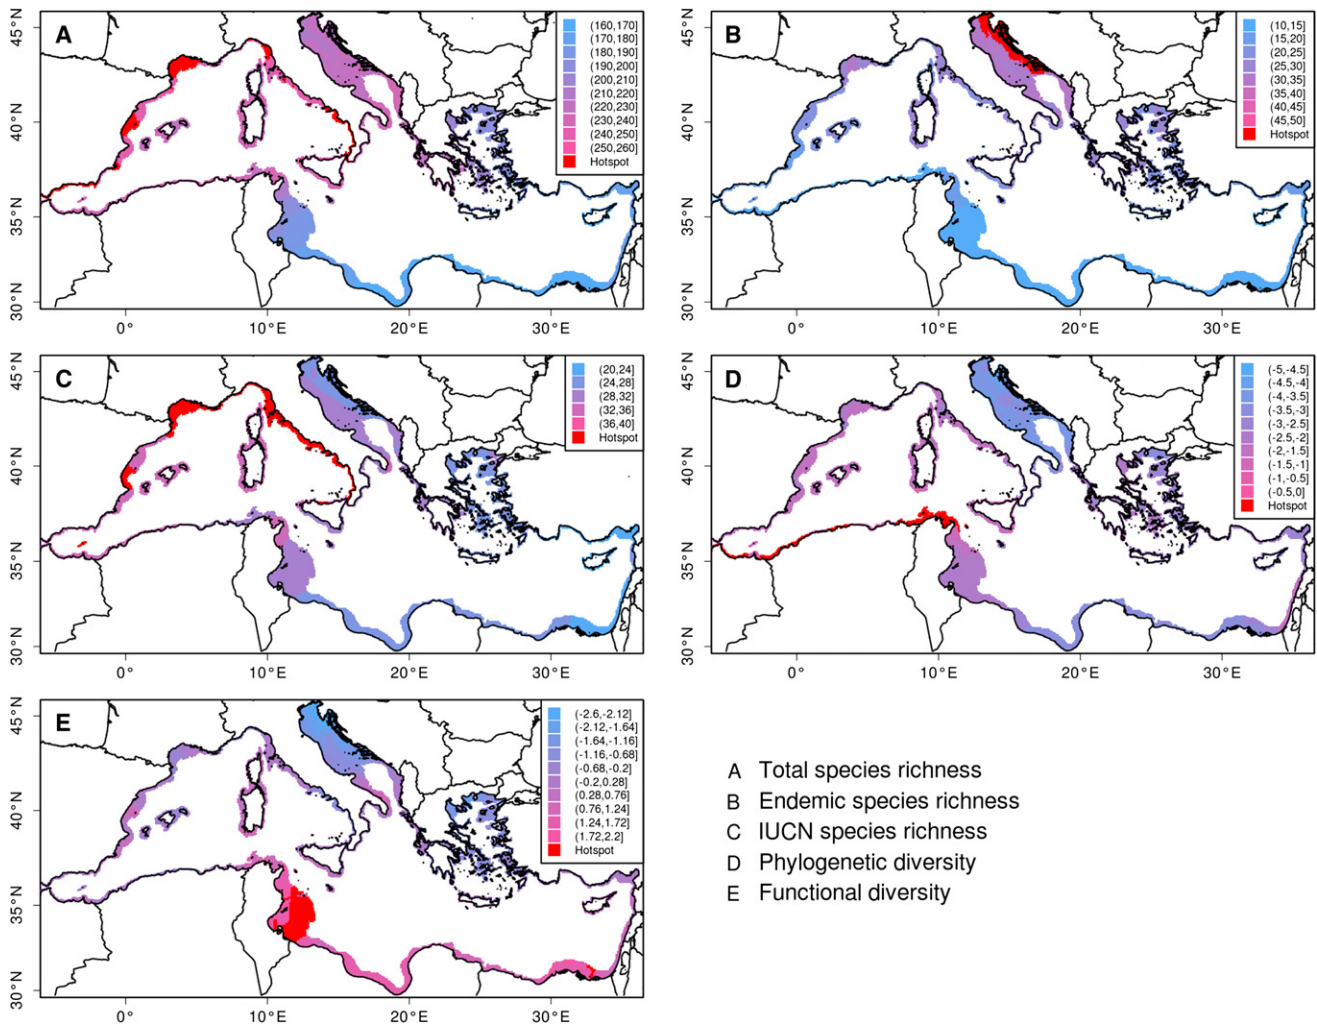 A
(160,170]
(170,180]
(180,190]
(190,200]
(200,210]
(210,220]
(220,230]
(230,240]
(240,250]
(250,260]
Hotspot
45°N
40°N
35°N
30°N
0°
10°E
20°E
30°E
B
(10,15]
(15,20]
(20,25]
(25,30]
(30,35]
(35,40]
(40,45]
(45,50]
Hotspot
45°N
40°N
35°N
30°N
0°
10°E
20°E
30°E
C
(20,24]
(24,28]
(28,32]
(32,36]
(36,40]
Hotspot
45°N
40°N
35°N
30°N
0°
10°E
20°E
30°E
D
(-5,-4.5]
(-4.5,-4]
(-4,-3.5]
(-3.5,-3]
(-3,-2.5]
(-2.5,-2]
(-2,-1.5]
(-1.5,-1]
(-1,-0.5]
(-0.5,0]
Hotspot
45°N
40°N
35°N
30°N
0°
10°E
20°E
30°E
E
(-2.6,-2.12]
(-2.12,-1.64]
(-1.64,-1.16]
(-1.16,-0.68]
(-0.68,-0.2]
(-0.2,0.28]
(0.28,0.76]
(0.76,1.24]
(1.24,1.72]
(1.72,2.2]
Hotspot
45°N
40°N
35°N
30°N
0°
10°E
20°E
30°E
A Total species richness
B Endemic species richness
C IUCN species richness
D Phylogenetic diversity
E Functional diversity